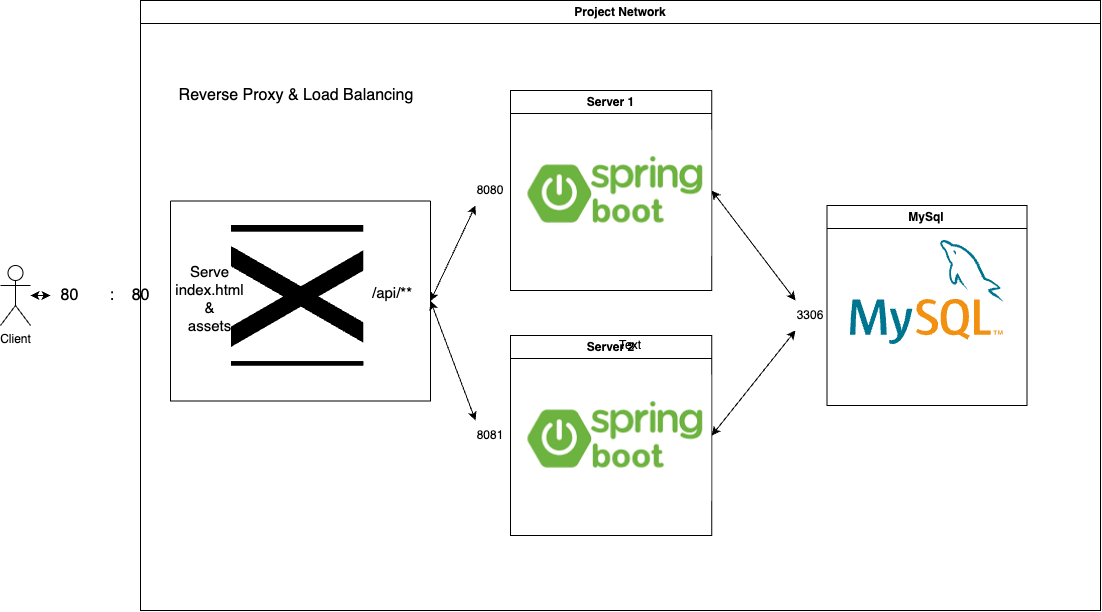 Project Network
Reverse Proxy & Load Balancing
Server 1
spring
boot
8080
Serve
index.html
&
assets
/api/**
80 : 80
Client
MySql
MySQL™
3306
Server 2
Text
spring
boot
8081